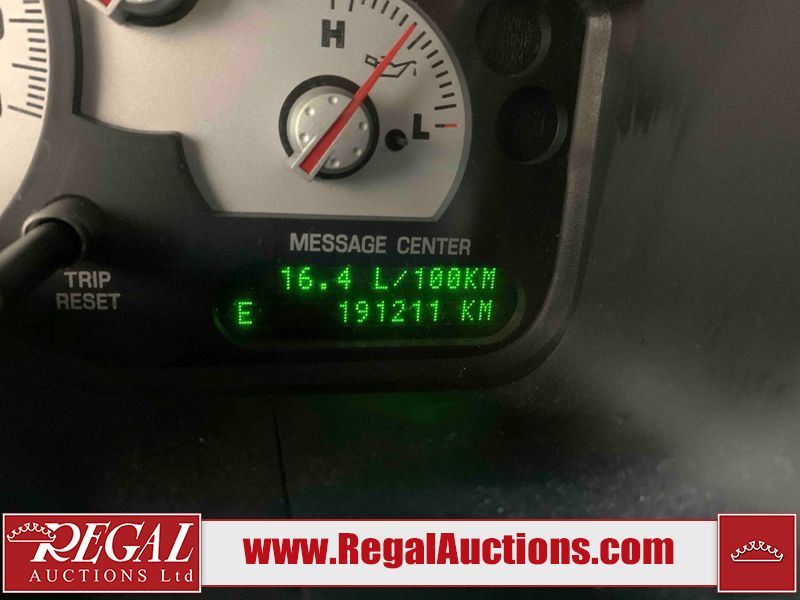 H
L
MESSAGE CENTER
16.4 L/100KM
E 191211 KM
TRIP
RESET
REGAL
AUCTIONS Ltd
www.RegalAuctions.com